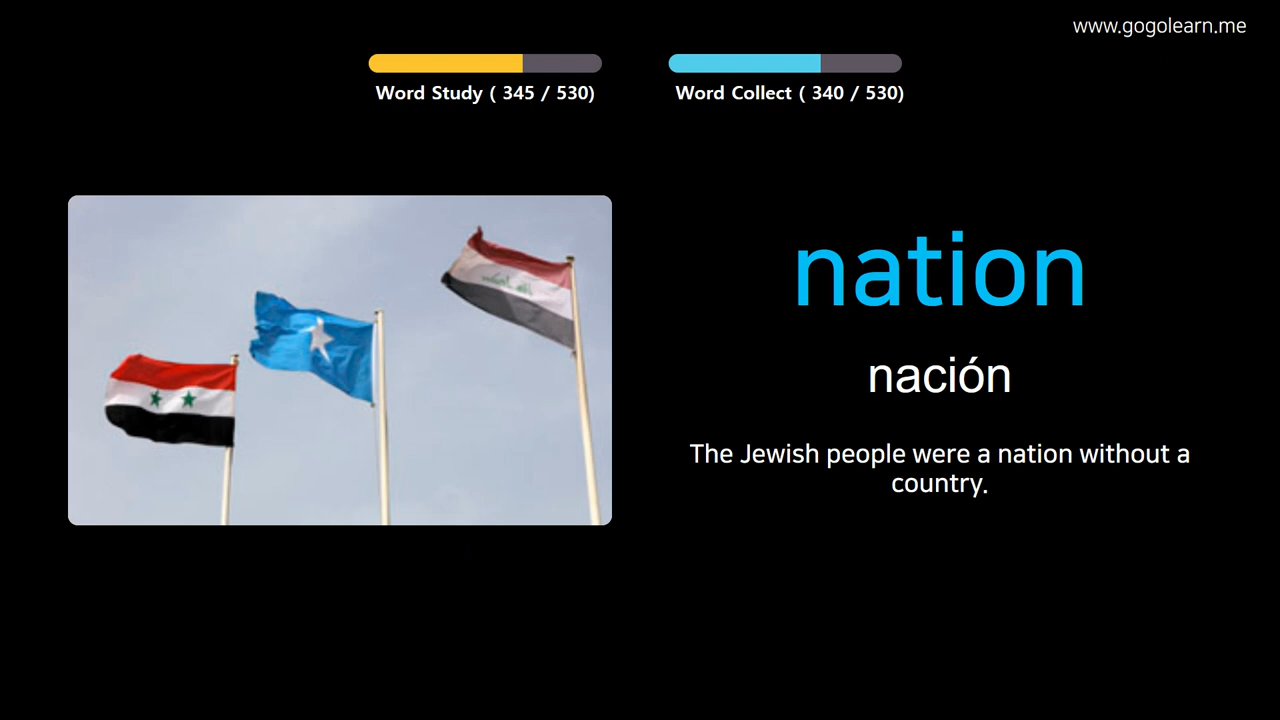 www.gogolearn.me
Word Study ( 345 / 530)
Word Collect ( 340 / 530)
nation
nación
The Jewish people were a nation without a
country.